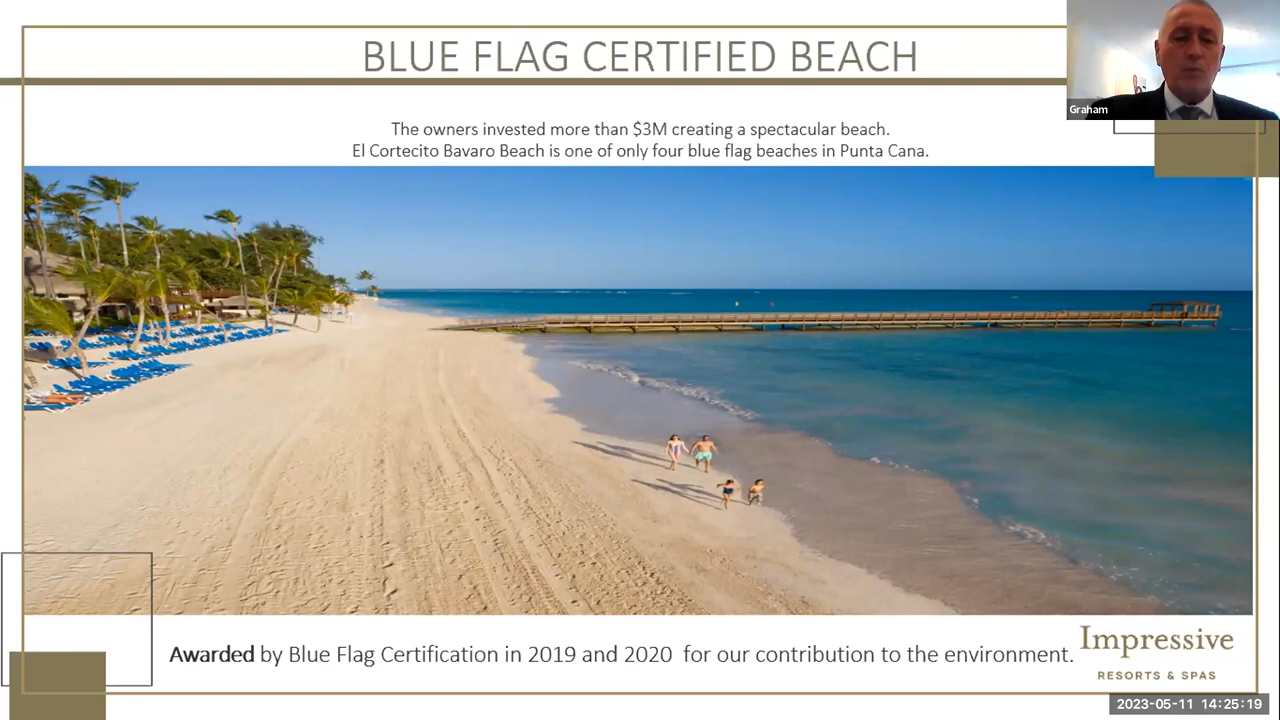 BLUE FLAG CERTIFIED BEACH
Graham
The owners invested more than $3M creating a spectacular beach.
El Cortecito Bavaro Beach is one of only four blue flag beaches in Punta Cana.
Awarded by Blue Flag Certification in 2019 and 2020 for our contribution to the environment.
Impressive
RESORTS & SPAS
2023-05-11 14:25:19